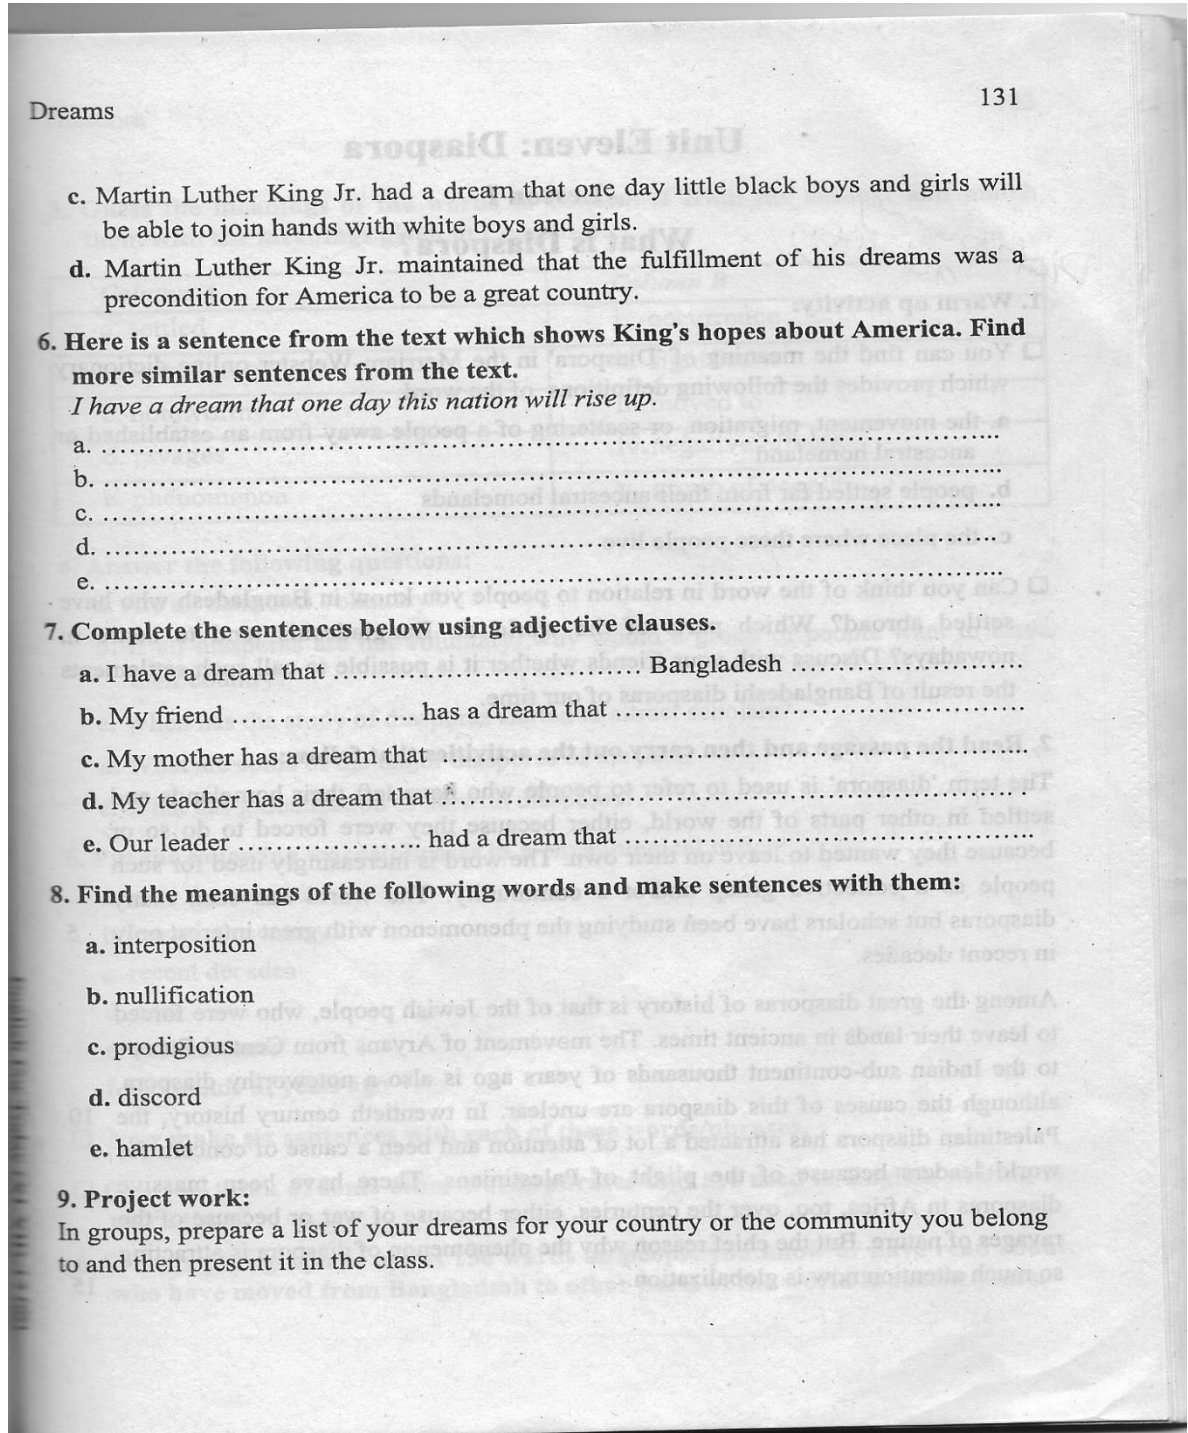 Dreams
131
c. Martin Luther King Jr. had a dream that one day little black boys and girls will
be able to join hands with white boys and girls.
d. Martin Luther King Jr. maintained that the fulfillment of his dreams was a
precondition for America to be a great country.
6. Here is a sentence from the text which shows King's hopes about America. Find
more similar sentences from the text.
I have a dream that one day this nation will rise up.
a. ....................................................................................................
b. ....................................................................................................
c. ....................................................................................................
d. ....................................................................................................
e. ....................................................................................................
7. Complete the sentences below using adjective clauses.
a. I have a dream that .................................. Bangladesh ..........................
b. My friend .................... has a dream that ............ ................................
c. My mother has a dream that ................................................................
d. My teacher has a dream that ................................................................
e. Our leader .................... had a dream that .............................................
8. Find the meanings of the following words and make sentences with them:
a. interposition
b. nullification
c. prodigious
d. discord
e. hamlet
9. Project work:
In groups, prepare a list of your dreams for your country or the community you belong
to and then present it in the class.